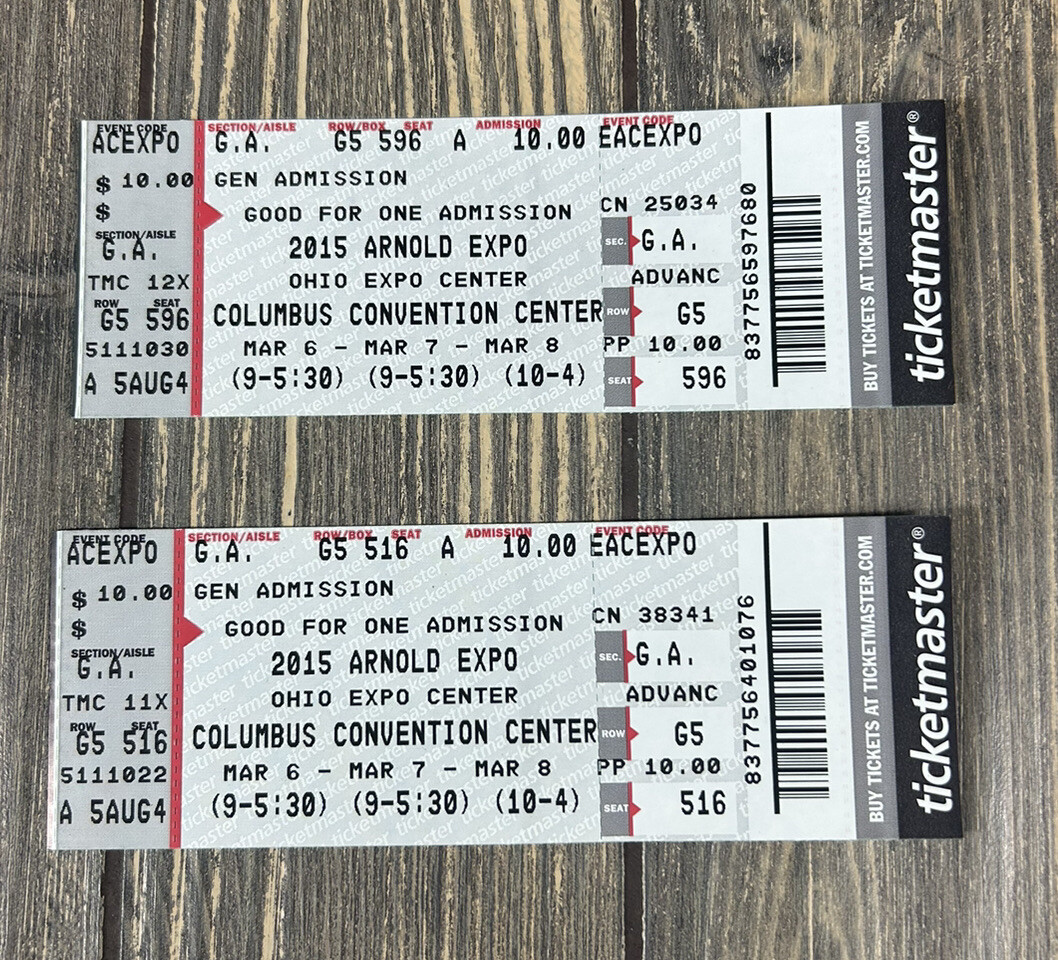 EVENT CODE SECTION/AISLE ROW/BOX SEAT ADMISSION EVENT CODE
ACEXPO G.A. G5 596 A 10.00 EACEXPO
$ 10.00 GEN ADMISSION
CN 25034
$ GOOD FOR ONE ADMISSION
SECTION/AISLE
G.A. 2015 ARNOLD EXPO SEC. G.A.
TMC 12X OHIO EXPO CENTER ADVANC
ROW SEAT
G5 596 COLUMBUS CONVENTION CENTER ROW G5
5111030 MAR 6 - MAR 7 - MAR 8 PP 10.00
A 5AUG4 (9-5:30) (9-5:30) (10-4) SEAT 596
837756597680
BUY TICKETS AT TICKETMASTER.COM
ticketmaster®
EVENT CODE SECTION/AISLE ROW/BOX SEAT ADMISSION EVENT CODE
ACEXPO G.A. G5 516 A 10.00 EACEXPO
$ 10.00 GEN ADMISSION
CN 38341
$ GOOD FOR ONE ADMISSION
SECTION/AISLE
G.A. 2015 ARNOLD EXPO SEC. G.A.
TMC 11X OHIO EXPO CENTER ADVANC
ROW SEAT
G5 516 COLUMBUS CONVENTION CENTER ROW G5
5111022 MAR 6 - MAR 7 - MAR 8 PP 10.00
A 5AUG4 (9-5:30) (9-5:30) (10-4) SEAT 516
837756401076
BUY TICKETS AT TICKETMASTER.COM
ticketmaster®